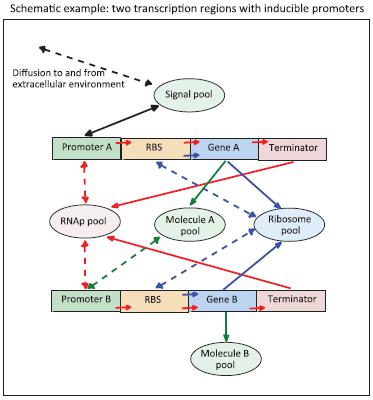 Schematic example: two transcription regions with inducible promoters
Diffusion to and from
extracellular environment
Signal pool
Promoter A
RBS
Gene A
Terminator
RNAp pool
Molecule A
pool
Ribosome
pool
Promoter B
RBS
Gene B
Terminator
Molecule B
pool